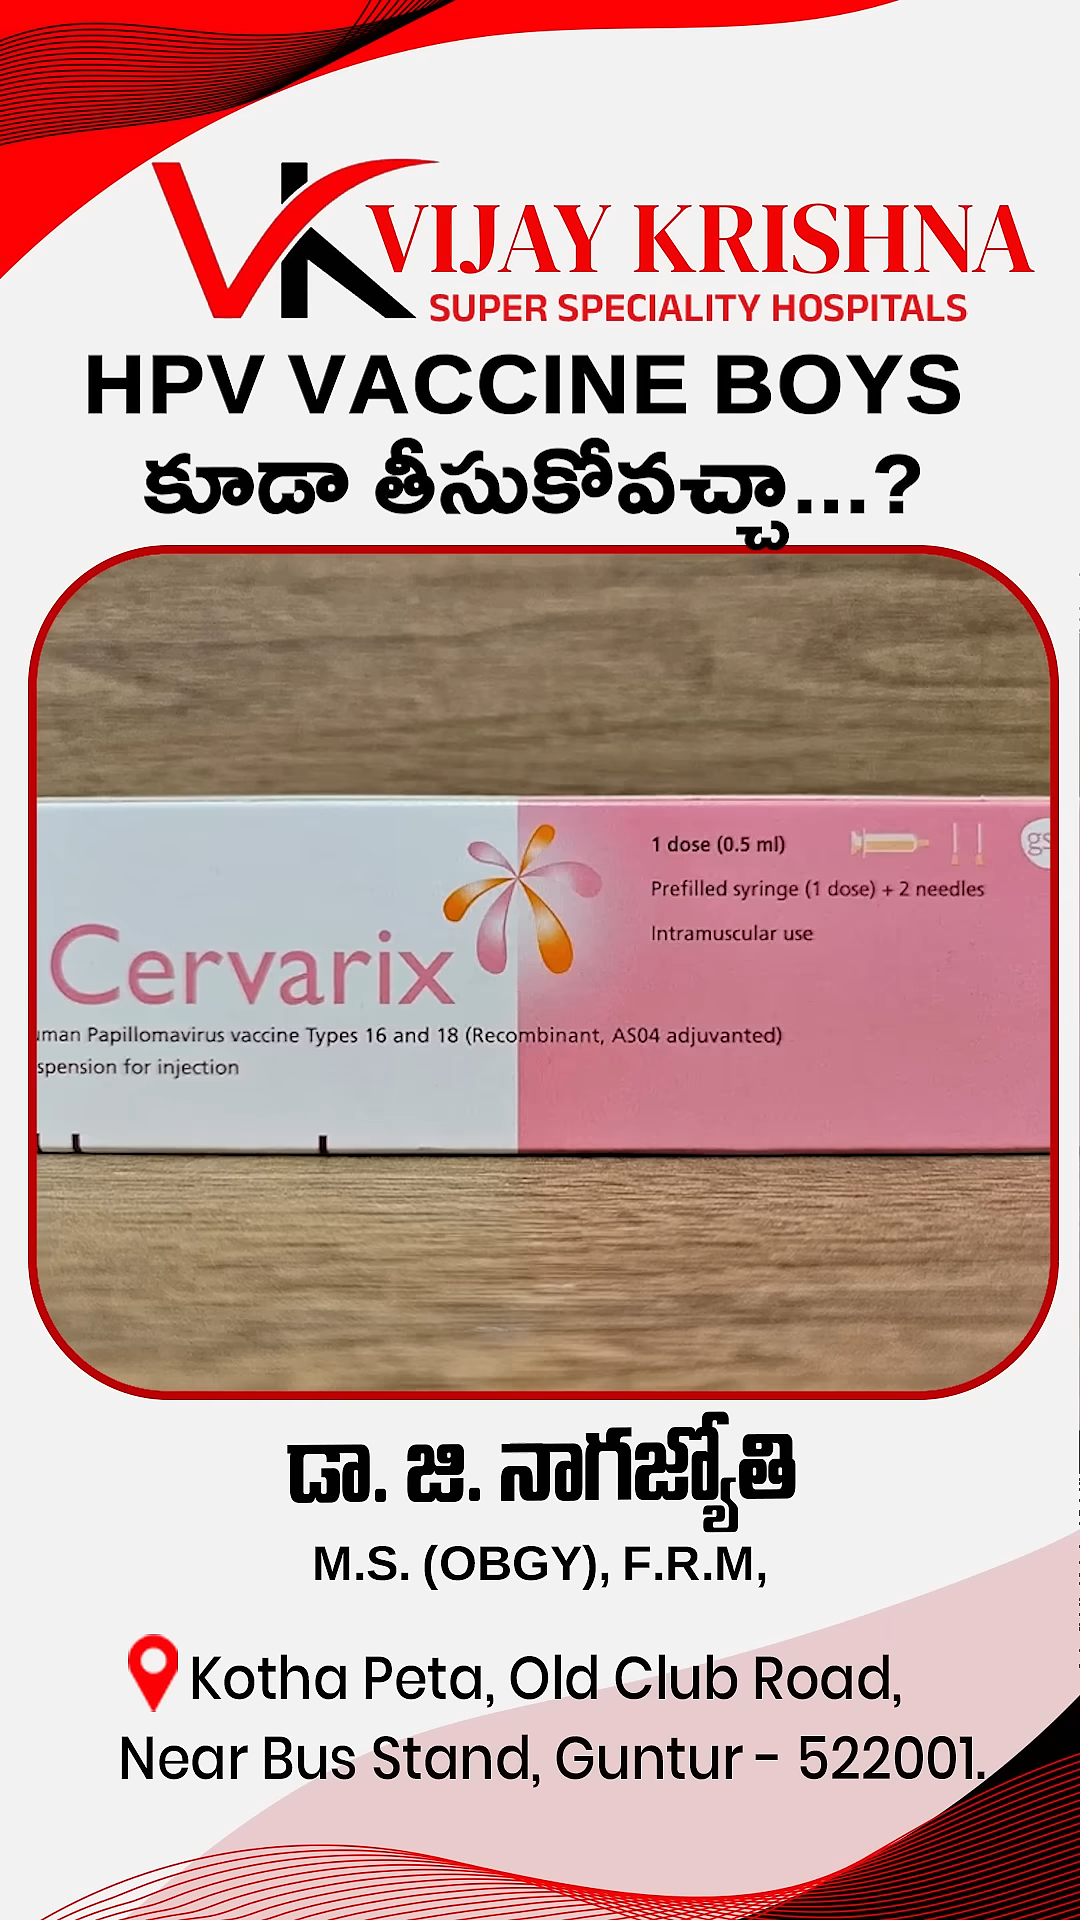 VK VIJAY KRISHNA
SUPER SPECIALITY HOSPITALS
HPV VACCINE BOYS
కూడా తీసుకోవచ్చా...?
1 dose (0.5 ml)
gs
Prefilled syringe (1 dose) + 2 needles
Intramuscular use
Cervarix
uman Papillomavirus vaccine Types 16 and 18 (Recombinant, AS04 adjuvanted)
spension for injection
డా. జి. నాగజ్యోతి
M.S. (OBGY), F.R.M,
Kotha Peta, Old Club Road,
Near Bus Stand, Guntur - 522001.